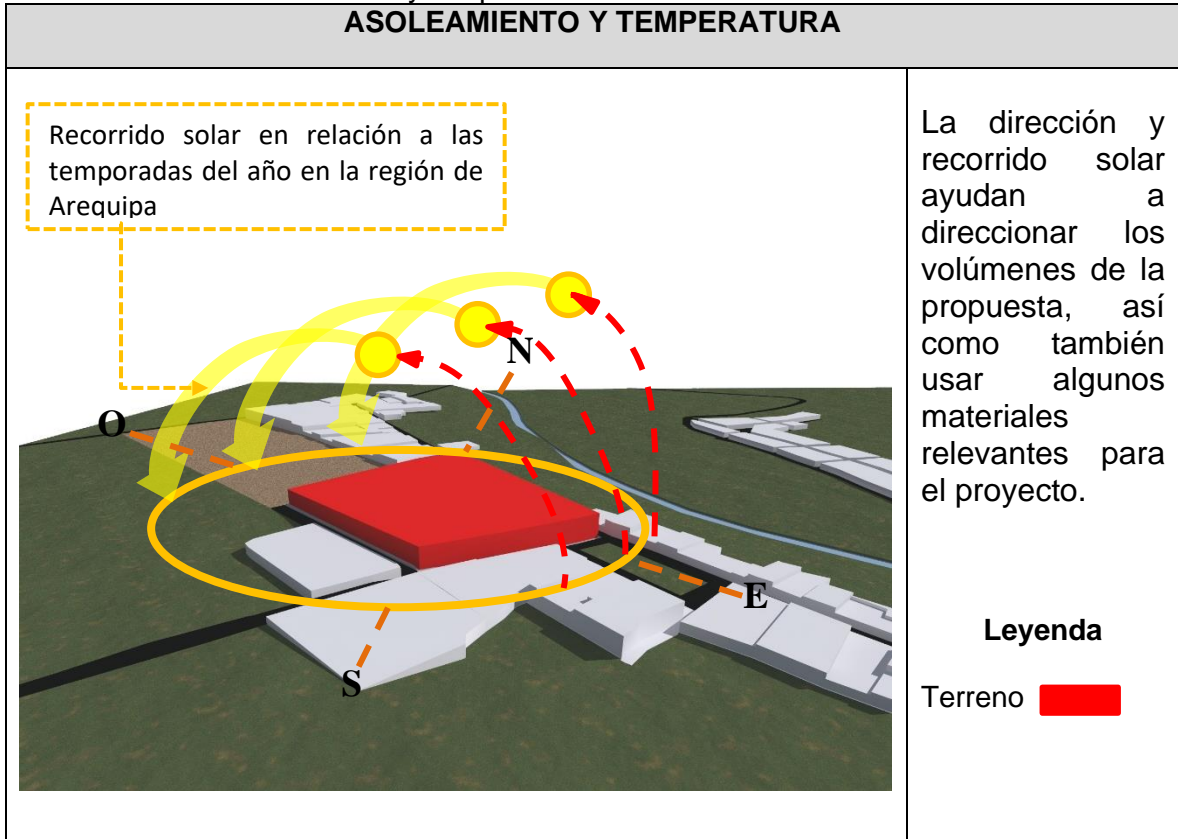 ASOLEAMIENTO Y TEMPERATURA
Recorrido solar en relación a las
temporadas del año en la región de
Arequipa
N
O
E
S
La dirección y
recorrido solar
ayudan a
direccionar los
volúmenes de la
propuesta, así
como también
usar algunos
materiales
relevantes para
el proyecto.
Leyenda
Terreno